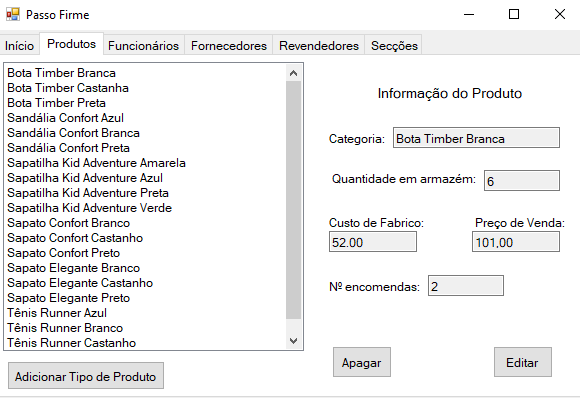 Passo Firme
Início Produtos Funcionários Fornecedores Revendedores Secções
Bota Timber Branca
Bota Timber Castanha
Bota Timber Preta
Sandália Confort Azul
Sandália Confort Branca
Sandália Confort Preta
Sapatilha Kid Adventure Amarela
Sapatilha Kid Adventure Azul
Sapatilha Kid Adventure Preta
Sapatilha Kid Adventure Verde
Sapato Confort Branco
Sapato Confort Castanho
Sapato Confort Preto
Sapato Elegante Branco
Sapato Elegante Castanho
Sapato Elegante Preto
Tênis Runner Azul
Tênis Runner Branco
Tênis Runner Castanho
Adicionar Tipo de Produto
Informação do Produto
Categoria: Bota Timber Branca
Quantidade em armazém: 6
Custo de Fabrico: Preço de Venda:
52.00 101,00
Nº encomendas: 2
Apagar Editar